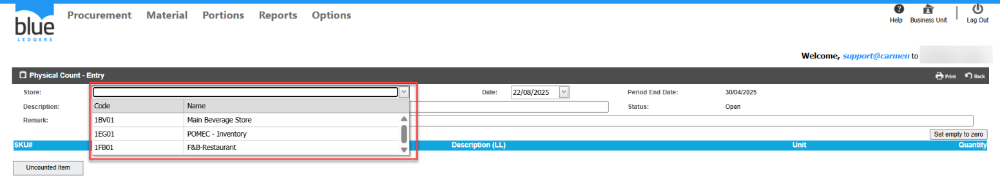 blue
LEDGERS
Procurement Material Portions Reports Options
Help Business Unit Log Out
Welcome, support@carmen to
Physical Count - Entry Print Back
Store: Date: 22/08/2025 Period End Date: 30/04/2025
Description: Status: Open
Remark:
Code Name
1BV01 Main Beverage Store
1EG01 POMEC - Inventory
1FB01 F&B-Restaurant
Set empty to zero
SKU# Description (LL) Unit Quantity
Uncounted Item